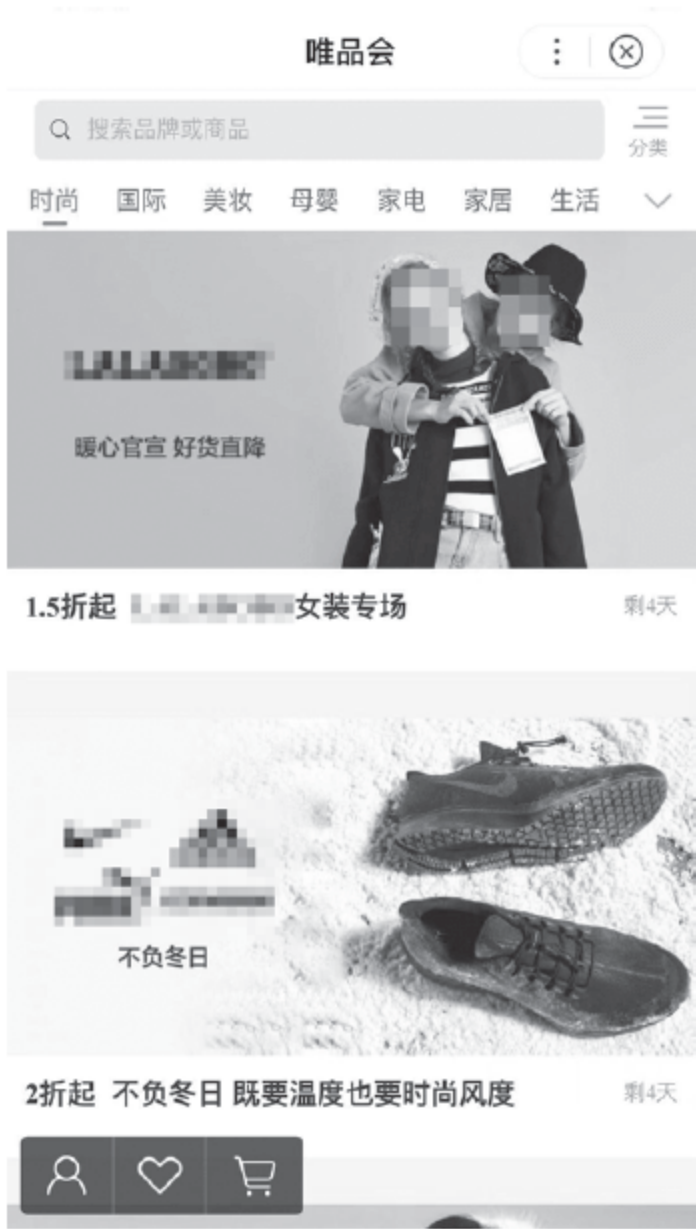 唯品会
搜索品牌或商品
分类
时尚 国际 美妆 母婴 家电 家居 生活
暖心官宣 好货直降
1.5折起 女装专场 剩4天
不负冬日
2折起 不负冬日 既要温度也要时尚风度 剩4天